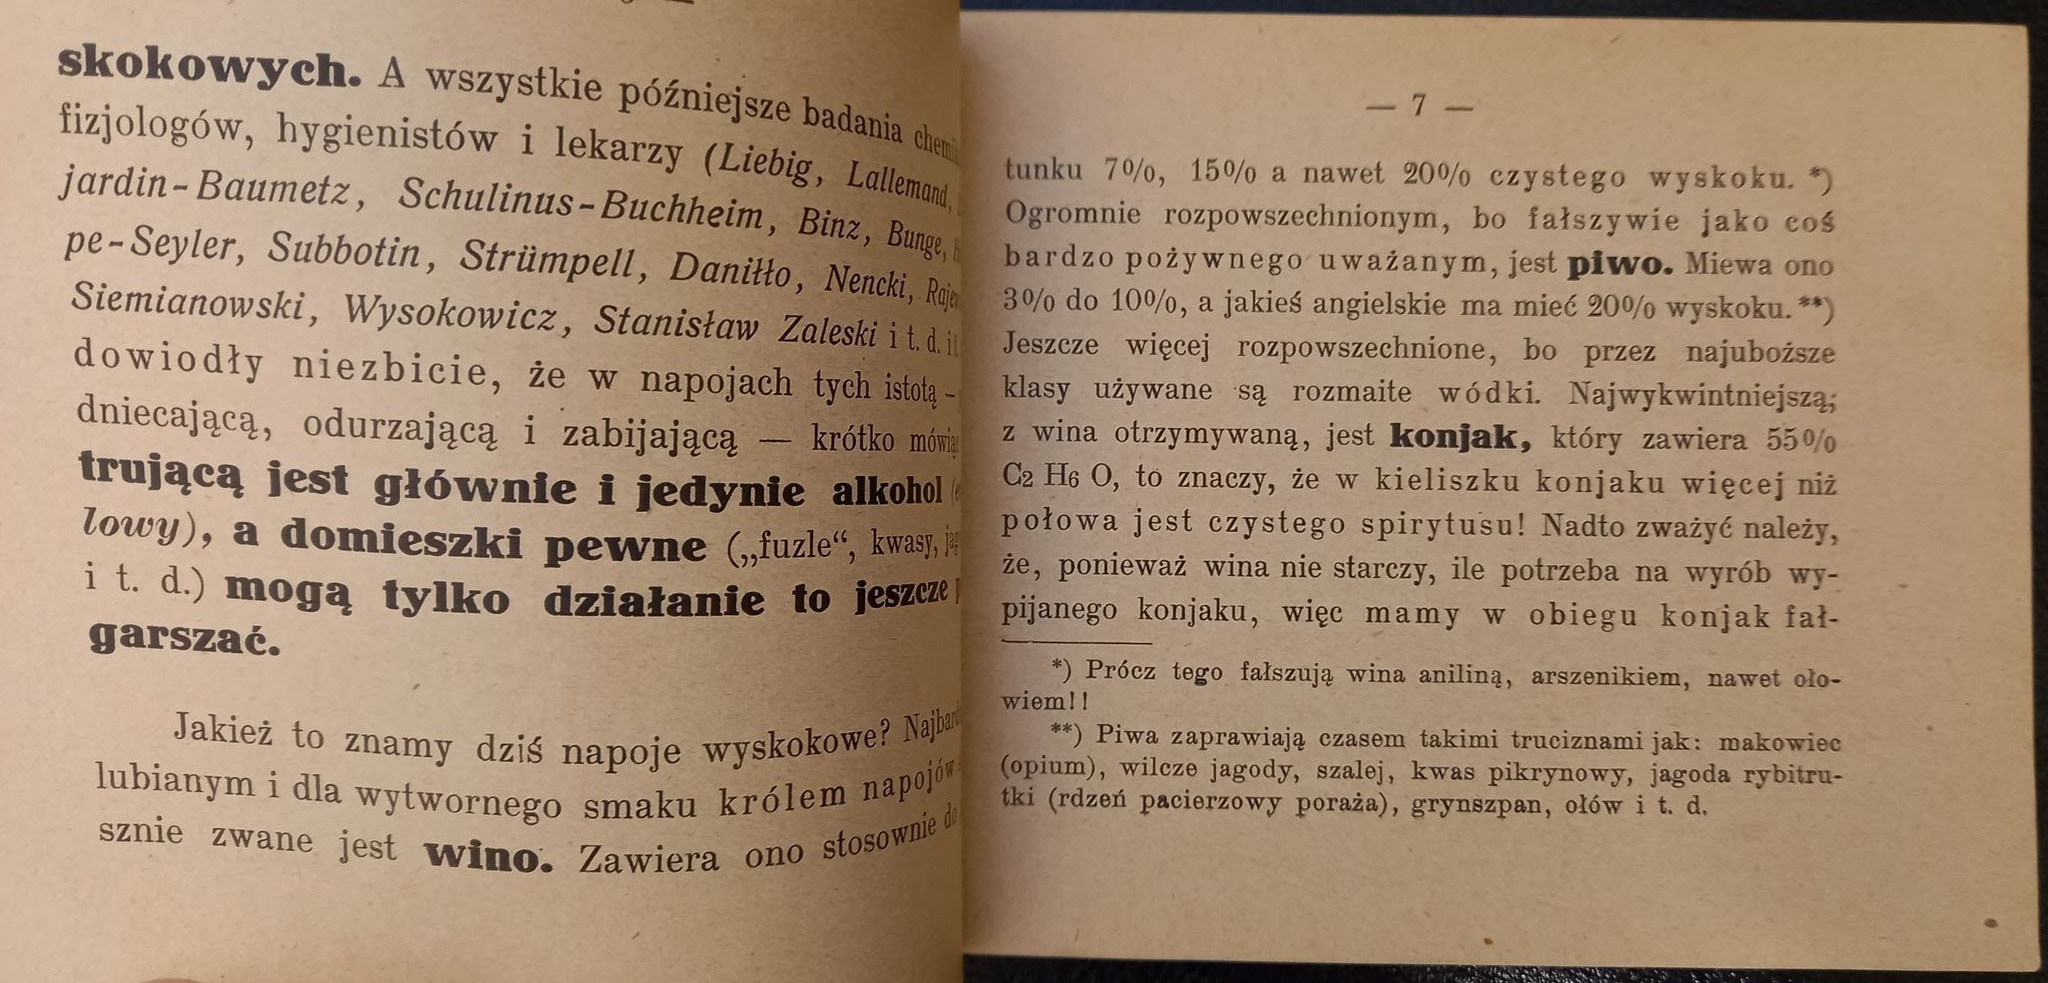 skokowych. A wszystkie późniejsze badania
fizjologów, hygienistów i lekarzy (Liebig, Lallemand,
jardin-Baumetz, Schulinus-Buchheim, Binz, Bunge,
pe-Seyler, Subbotin, Strümpell, Daniłło, Nencki,
Siemianowski, Wysokowicz, Stanisław Zaleski i t. d. i
dowiodły niezbicie, że w napojach tych istotą –
dniecającą, odurzającą i zabijającą — krótko
trującą jest głównie i jedynie alkohol
lowy), a domieszki pewne („fuzle“, kwasy,
i t. d.) mogą tylko działanie to jeszcze
garszać.
Jakież to znamy dziś napoje wyskokowe?
lubianym i dla wytwornego smaku królem napojów
sznie zwane jest wino. Zawiera ono stosownie do
— 7 —
tunku 7%, 15% a nawet 20% czystego wyskoku. *)
Ogromnie rozpowszechnionym, bo fałszywie jako coś
bardzo pożywnego uważanym, jest piwo. Miewa ono
3% do 10%, a jakieś angielskie ma mieć 20% wyskoku. **)
Jeszcze więcej rozpowszechnione, bo przez najuboższe
klasy używane są rozmaite wódki. Najwykwintniejszą,
z wina otrzymywaną, jest konjak, który zawiera 55%
C2 H6 O, to znaczy, że w kieliszku konjaku więcej niż
połowa jest czystego spirytusu! Nadto zważyć należy,
że, ponieważ wina nie starczy, ile potrzeba na wyrób wy-
pijanego konjaku, więc mamy w obiegu konjak fał-
*) Prócz tego fałszują wina aniliną, arszenikiem, nawet oło-
wiem!!
**) Piwa zaprawiają czasem takimi truciznami jak: makowiec
(opium), wilcze jagody, szalej, kwas pikrynowy, jagoda rybitru-
tki (rdzeń pacierzowy poraża), grynszpan, ołów i t. d.